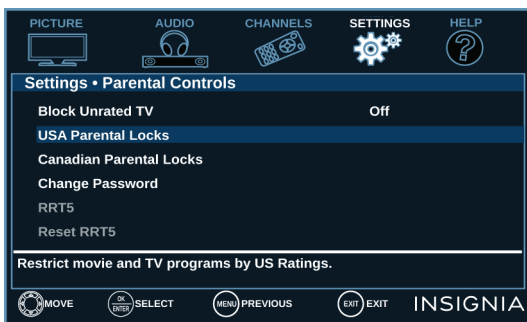 PICTURE AUDIO CHANNELS SETTINGS HELP
?
Settings • Parental Controls
Block Unrated TV Off
USA Parental Locks
Canadian Parental Locks
Change Password
RRT5
Reset RRT5
Restrict movie and TV programs by US Ratings.
MOVE OK ENTER SELECT MENU PREVIOUS EXIT EXIT INSIGNIA